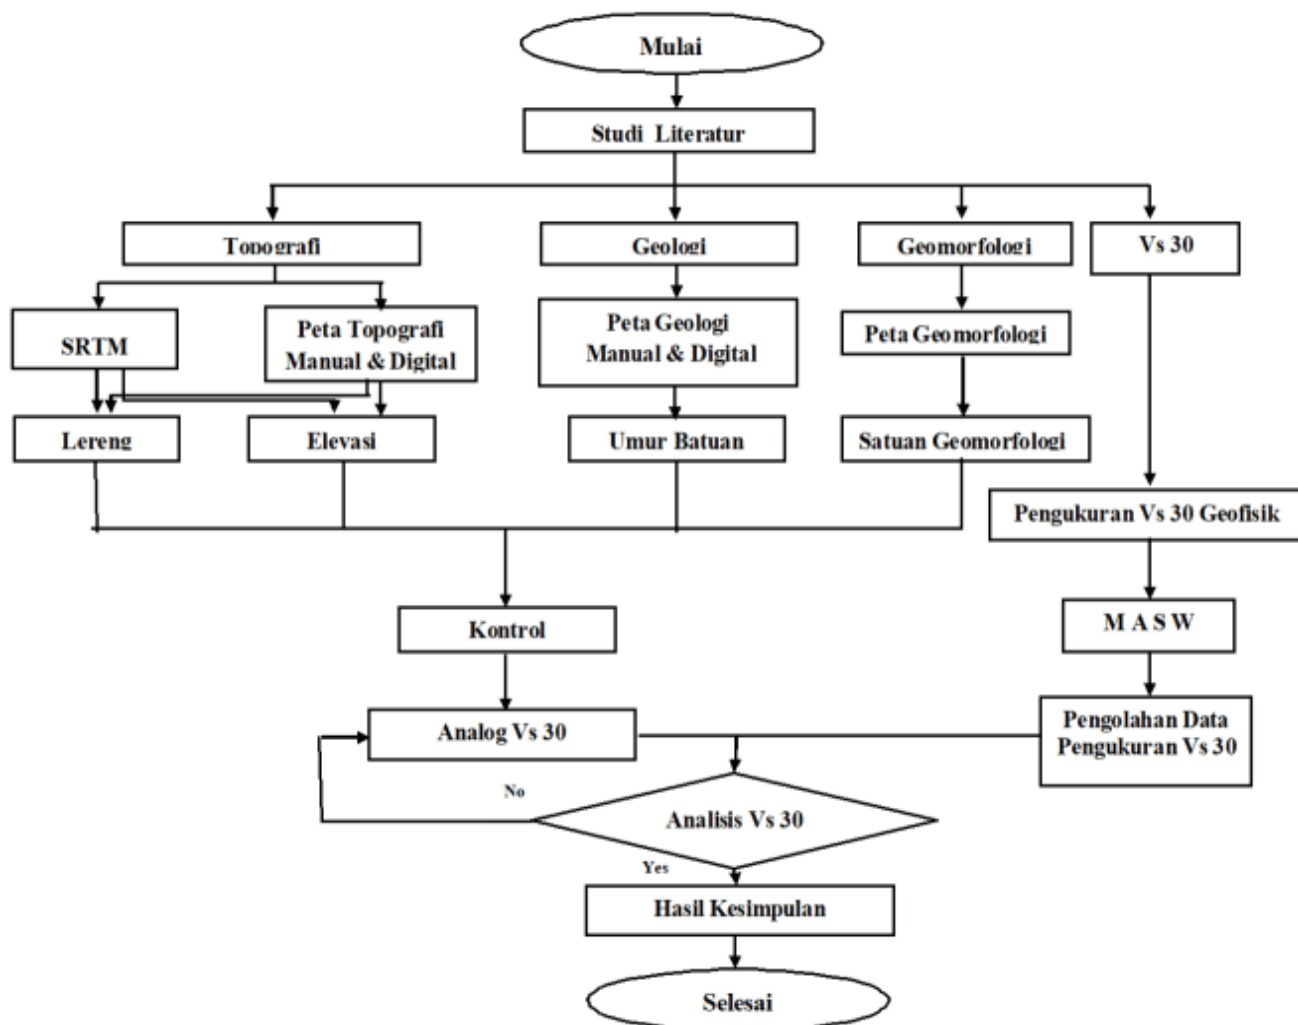 Mulai
Studi Literatur
Topografi
Geologi
Geomorfologi
Vs 30
SRTM
Peta Topografi
Manual & Digital
Peta Geologi
Manual & Digital
Peta Geomorfologi
Lereng
Elevasi
Umur Batuan
Satuan Geomorfologi
Pengukuran Vs 30 Geofisik
Kontrol
M A S W
Analog Vs 30
Pengolahan Data
Pengukuran Vs 30
No
Analisis Vs 30
Yes
Hasil Kesimpulan
Selesai